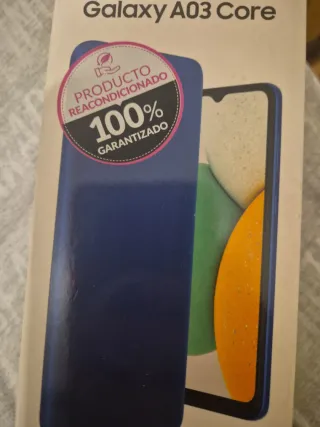 Galaxy A03 Core
PRODUCTO
REACONDICIONADO
100%
GARANTIZADO